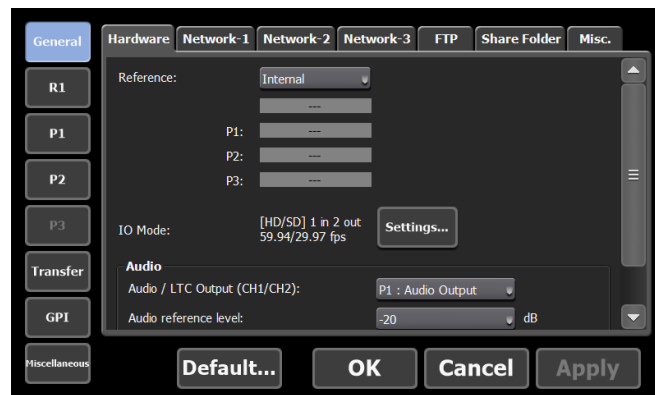 General
Hardware Network-1 Network-2 Network-3 FTP Share Folder Misc.
R1
Reference: Internal
---
P1
P1: ---
P2: ---
P2
P3: ---
P3
IO Mode: [HD/SD] 1 in 2 out
59.94/29.97 fps
Settings...
Transfer
Audio
Audio / LTC Output (CH1/CH2): P1 : Audio Output
GPI
Audio reference level: -20 dB
Miscellaneous
Default... OK Cancel Apply